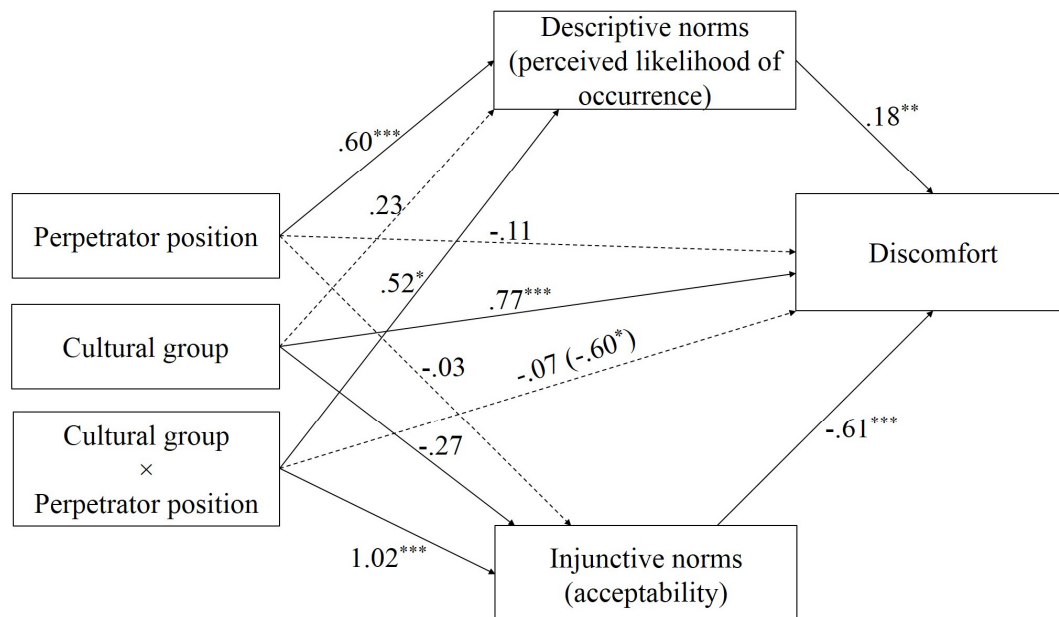 Descriptive norms
(perceived likelihood of
occurrence)
.60***
.18**
.23
Perpetrator position
-.11
Discomfort
.52*
.77***
Cultural group
-.03
-.07 (-.60*)
Cultural group
×
Perpetrator position
-.27
-.61***
1.02***
Injunctive norms
(acceptability)